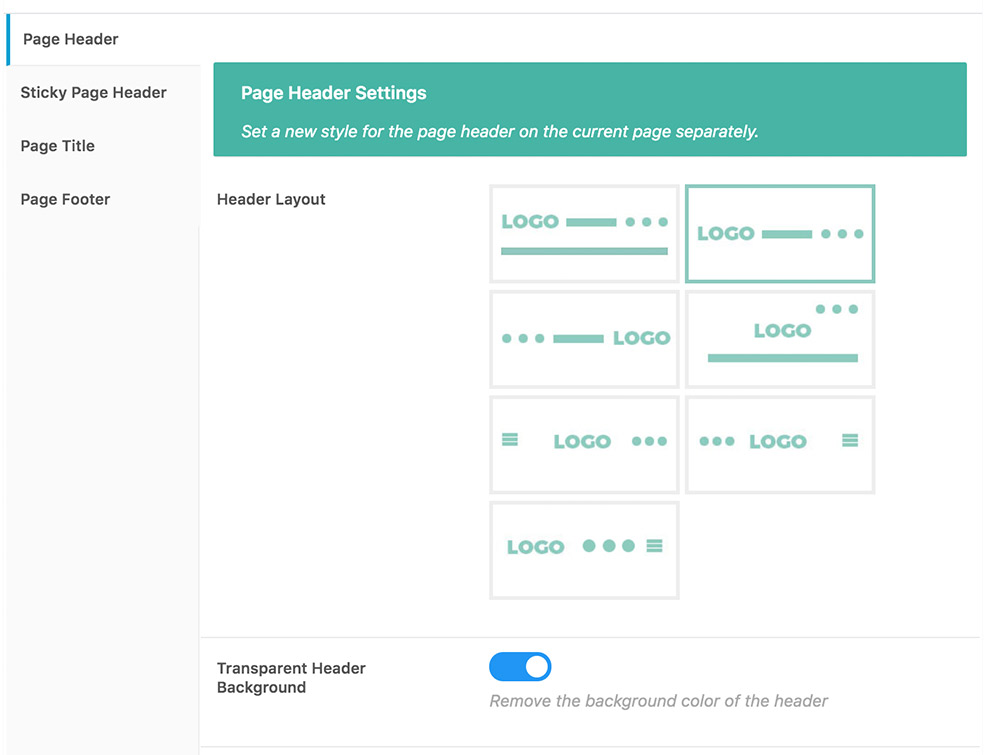 Page Header
Sticky Page Header
Page Title
Page Footer
Page Header Settings
Set a new style for the page header on the current page separately.
Header Layout
LOGO
LOGO
LOGO
LOGO
LOGO
LOGO
LOGO
Transparent Header
Background
Remove the background color of the header